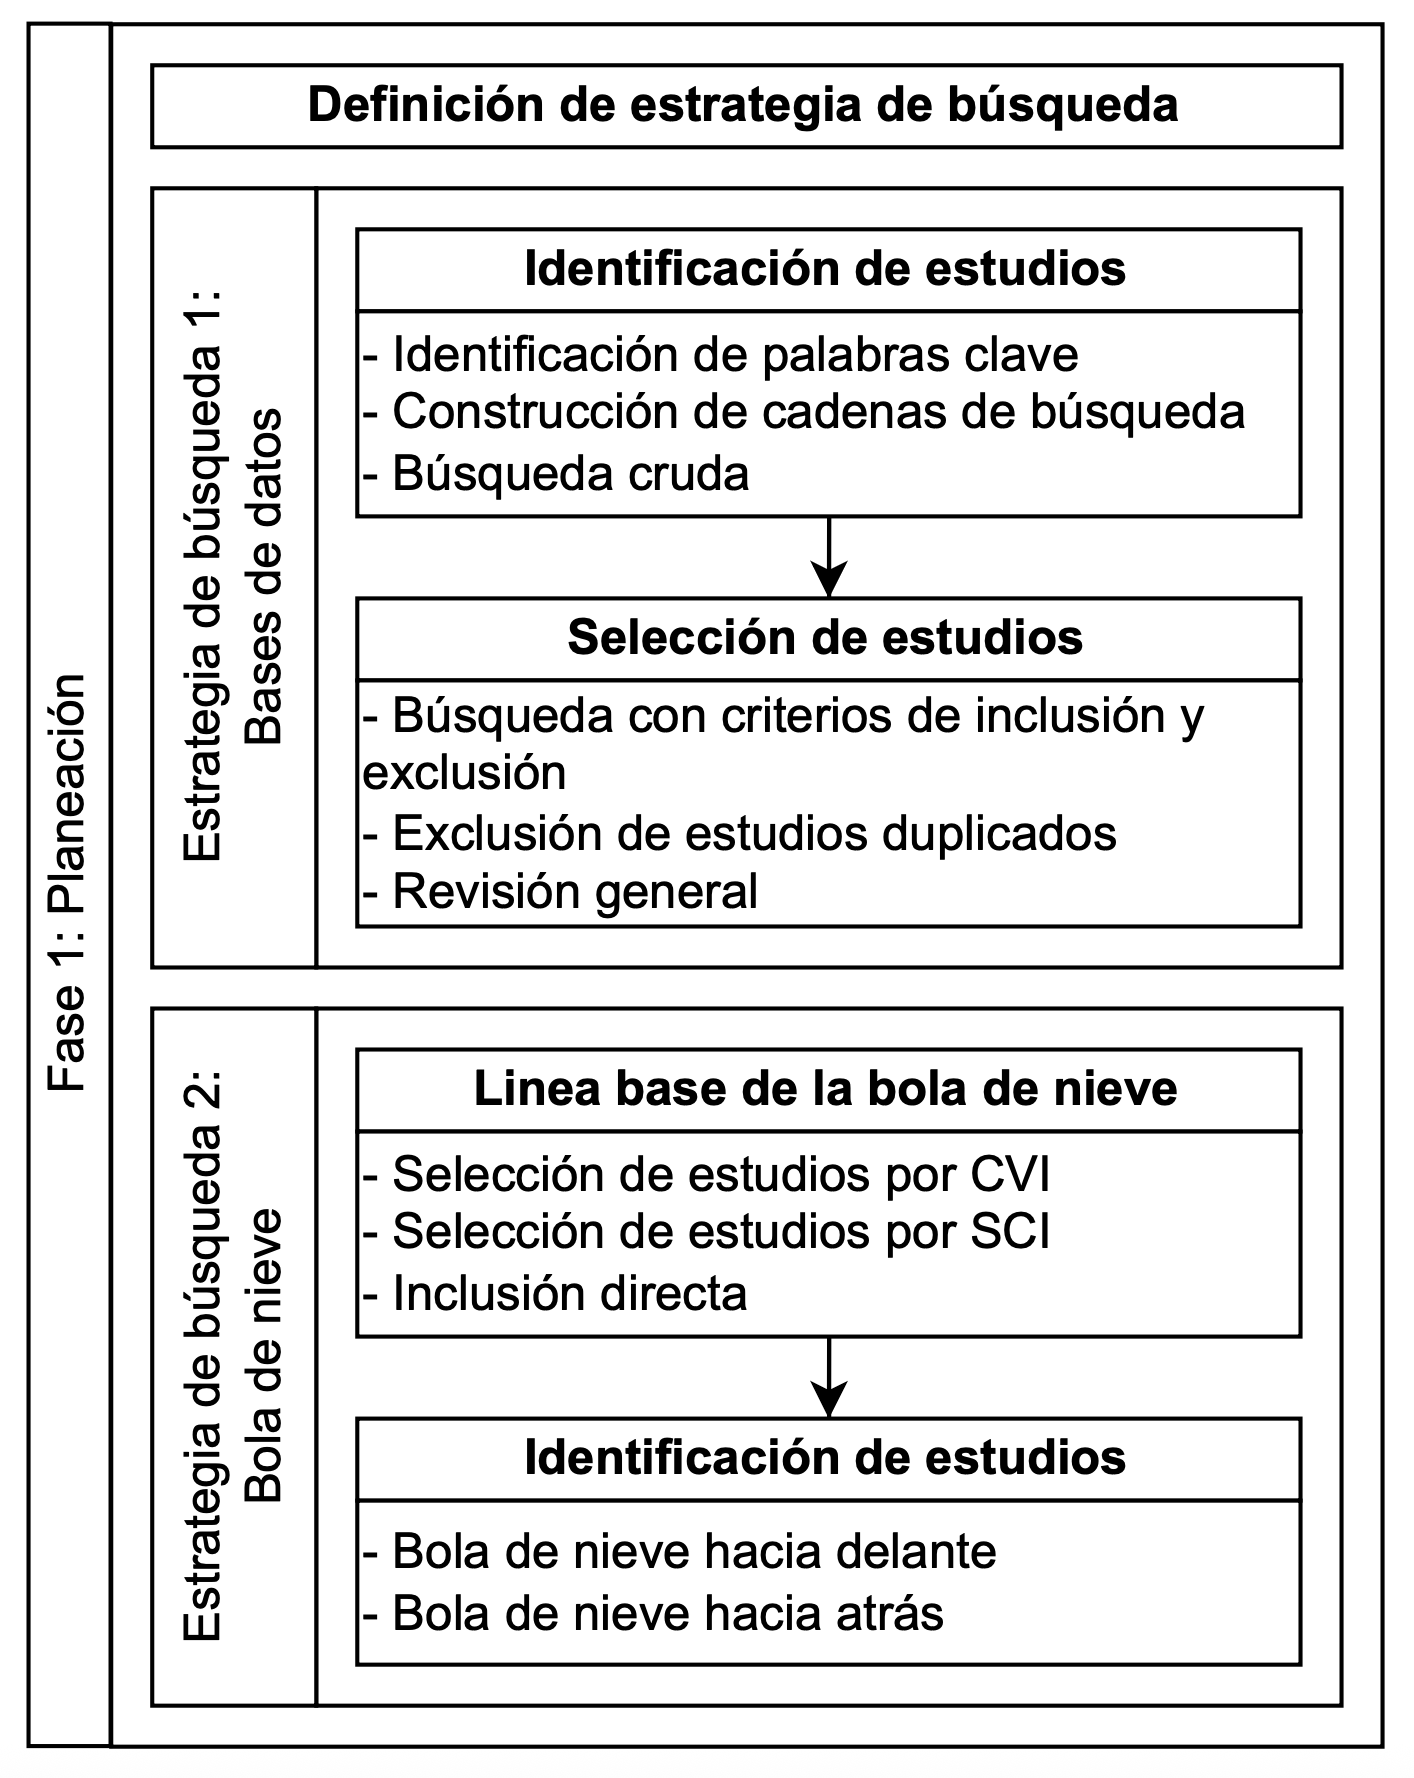 Fase 1: Planeación
Definición de estrategia de búsqueda
Estrategia de búsqueda 1:
Bases de datos
Identificación de estudios
- Identificación de palabras clave
- Construcción de cadenas de búsqueda
- Búsqueda cruda
Selección de estudios
- Búsqueda con criterios de inclusión y
exclusión
- Exclusión de estudios duplicados
- Revisión general
Estrategia de búsqueda 2:
Bola de nieve
Linea base de la bola de nieve
- Selección de estudios por CVI
- Selección de estudios por SCI
- Inclusión directa
Identificación de estudios
- Bola de nieve hacia delante
- Bola de nieve hacia atrás